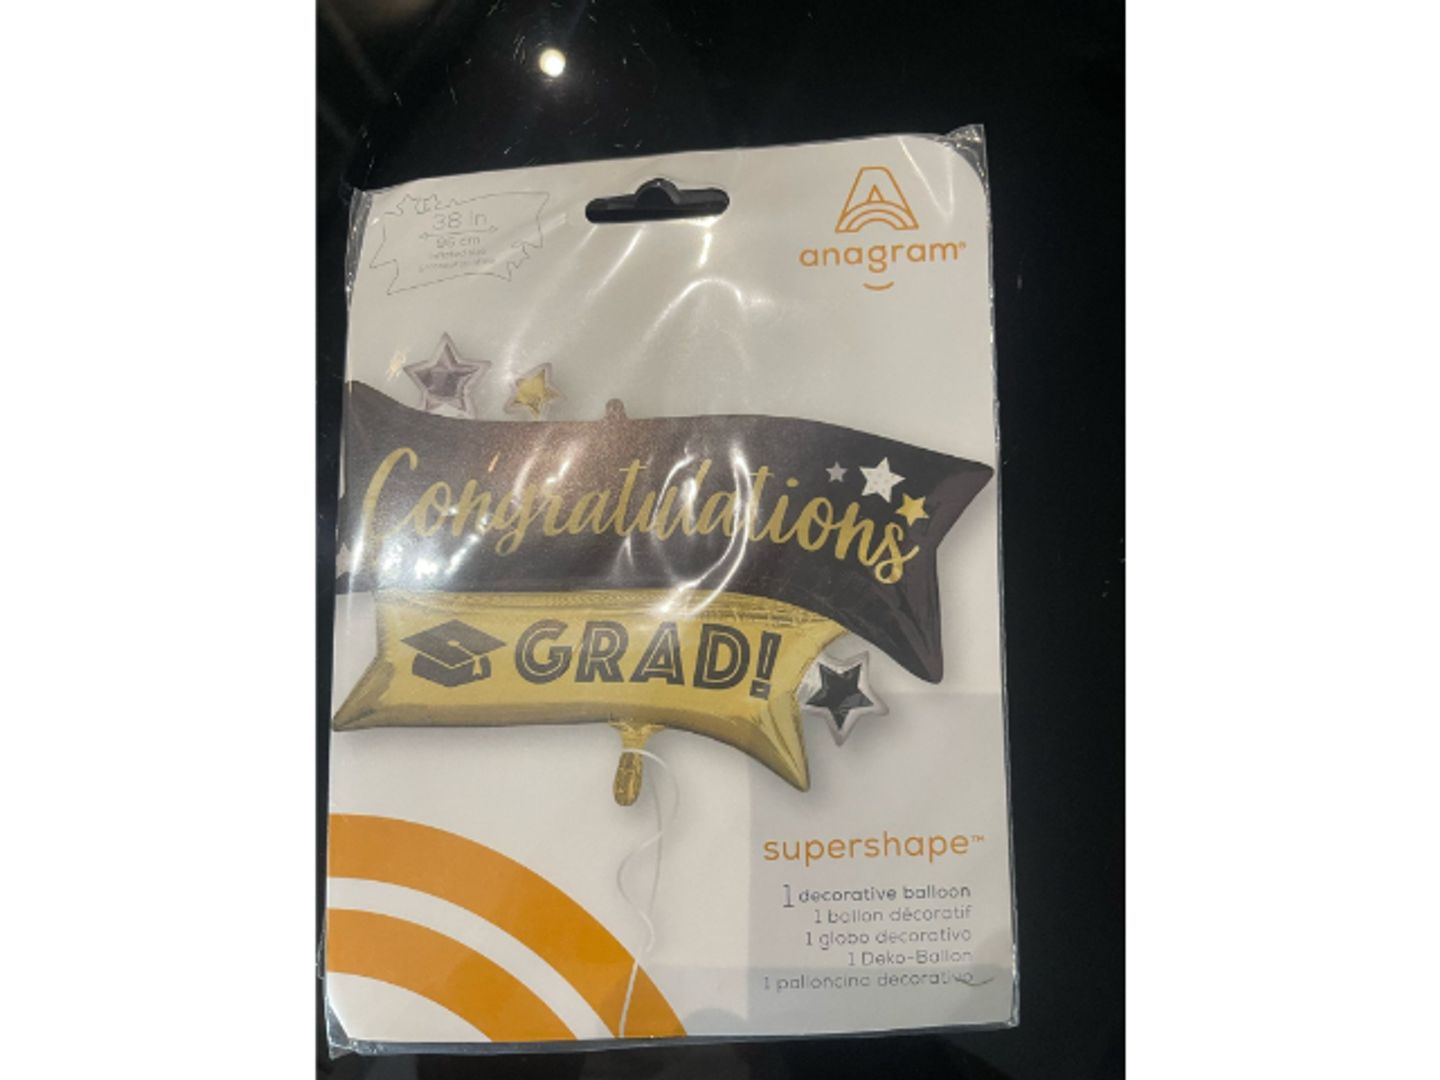 38 in
96 cm
anagram®
Congratulations
GRAD!
supershape™
1 decorative balloon
1 ballon décoratif
1 globo decorativo
1 Deko-Ballon
1 palloncino decorativo